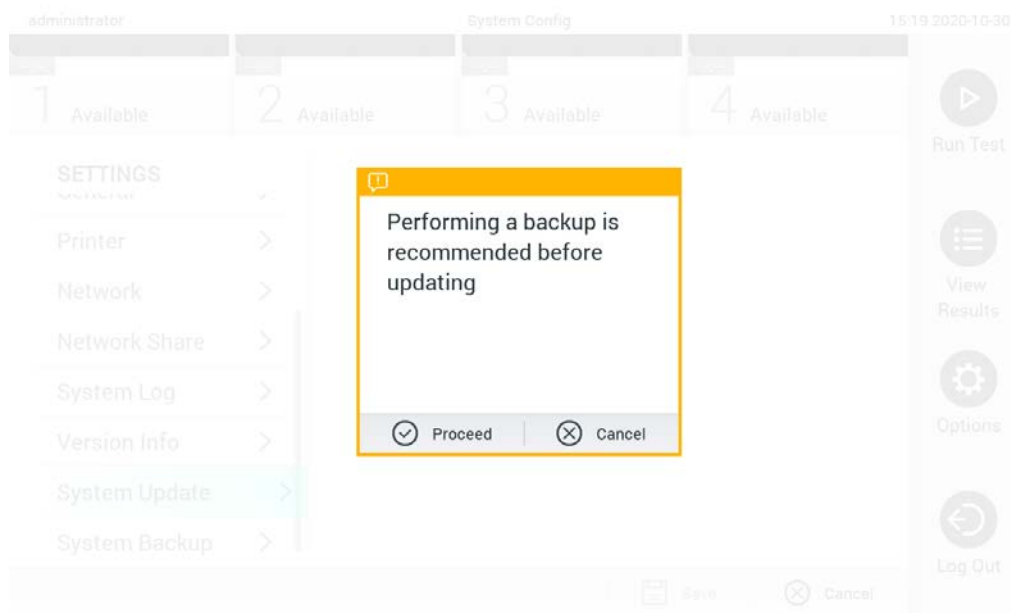 administrator
System Config
15:19 2020-10-30
1 Available
2 Available
3 Available
4 Available
Run Test
SETTINGS
General
Printer
Network
Network Share
System Log
Version Info
System Update
System Backup
Performing a backup is
recommended before
updating
Proceed
Cancel
View
Results
Options
Log Out
Save
Cancel